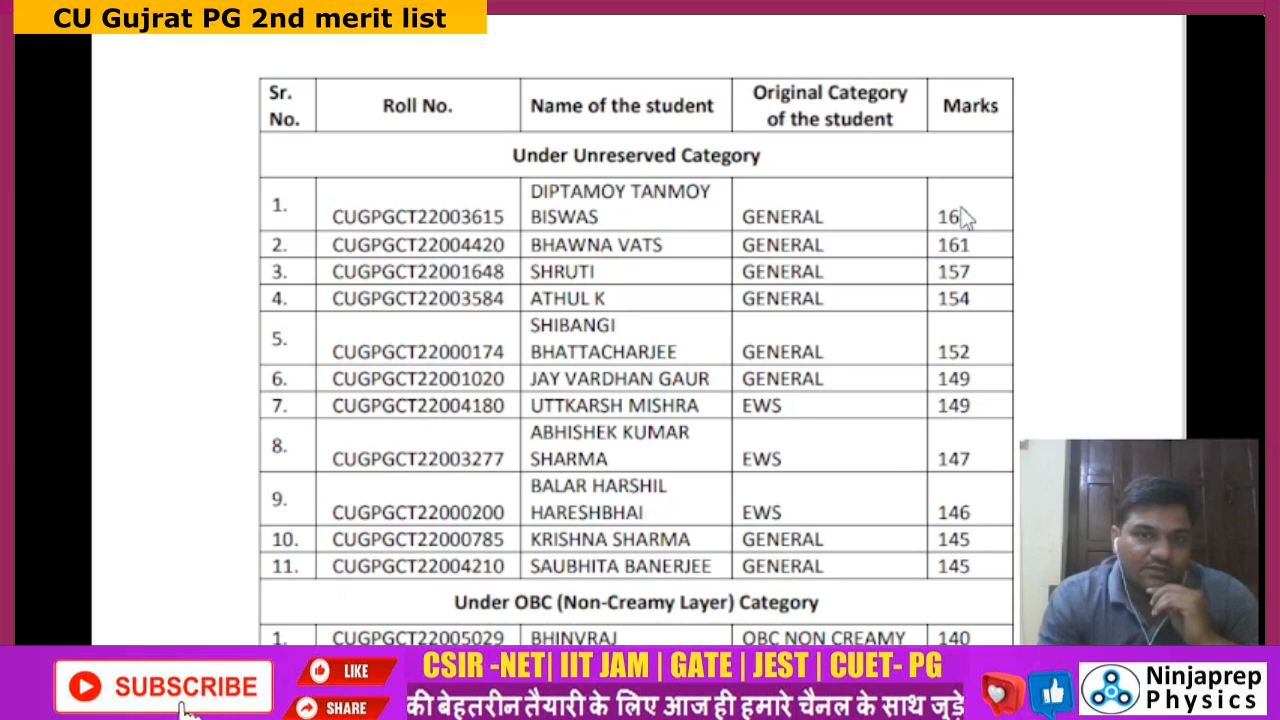 CU Gujrat PG 2nd merit list
Sr. No. Roll No. Name of the student Original Category of the student Marks
Under Unreserved Category
1. CUGPGCT22003615 DIPTAMOY TANMOY BISWAS GENERAL
2. CUGPGCT22004420 BHAWNA VATS GENERAL 161
3. CUGPGCT22001648 SHRUTI GENERAL 157
4. CUGPGCT22003584 ATHUL K GENERAL 154
5. CUGPGCT22000174 SHIBANGI BHATTACHARJEE GENERAL 152
6. CUGPGCT22001020 JAY VARDHAN GAUR GENERAL 149
7. CUGPGCT22004180 UTTKARSH MISHRA EWS 149
8. CUGPGCT22003277 ABHISHEK KUMAR SHARMA EWS 147
9. CUGPGCT22000200 BALAR HARSHIL HARESHBHAI EWS 146
10. CUGPGCT22000785 KRISHNA SHARMA GENERAL 145
11. CUGPGCT22004210 SAUBHITA BANERJEE GENERAL 145
Under OBC (Non-Creamy Layer) Category
1. CUGPGCT22005029 BHINVRAJ OBC NON CREAMY 140
SUBSCRIBE
LIKE
SHARE
CSIR -NET| IIT JAM | GATE | JEST | CUET- PG
की बेहतरीन तैयारी के लिए आज ही हमारे चैनल के साथ जुड़े
Ninjaprep
Physics